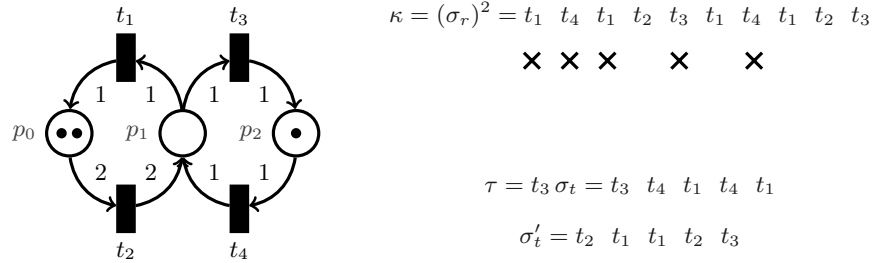 t₁ t₃
κ = (σᵣ)² = t₁ t₄ t₁ t₂ t₃ t₁ t₄ t₁ t₂ t₃
× × × × ×
1 1 1 1
p₀ p₁ p₂
2 2 1 1
t₂ t₄
τ = t₃ σₜ = t₃ t₄ t₁ t₄ t₁
σ′ₜ = t₂ t₁ t₁ t₂ t₃